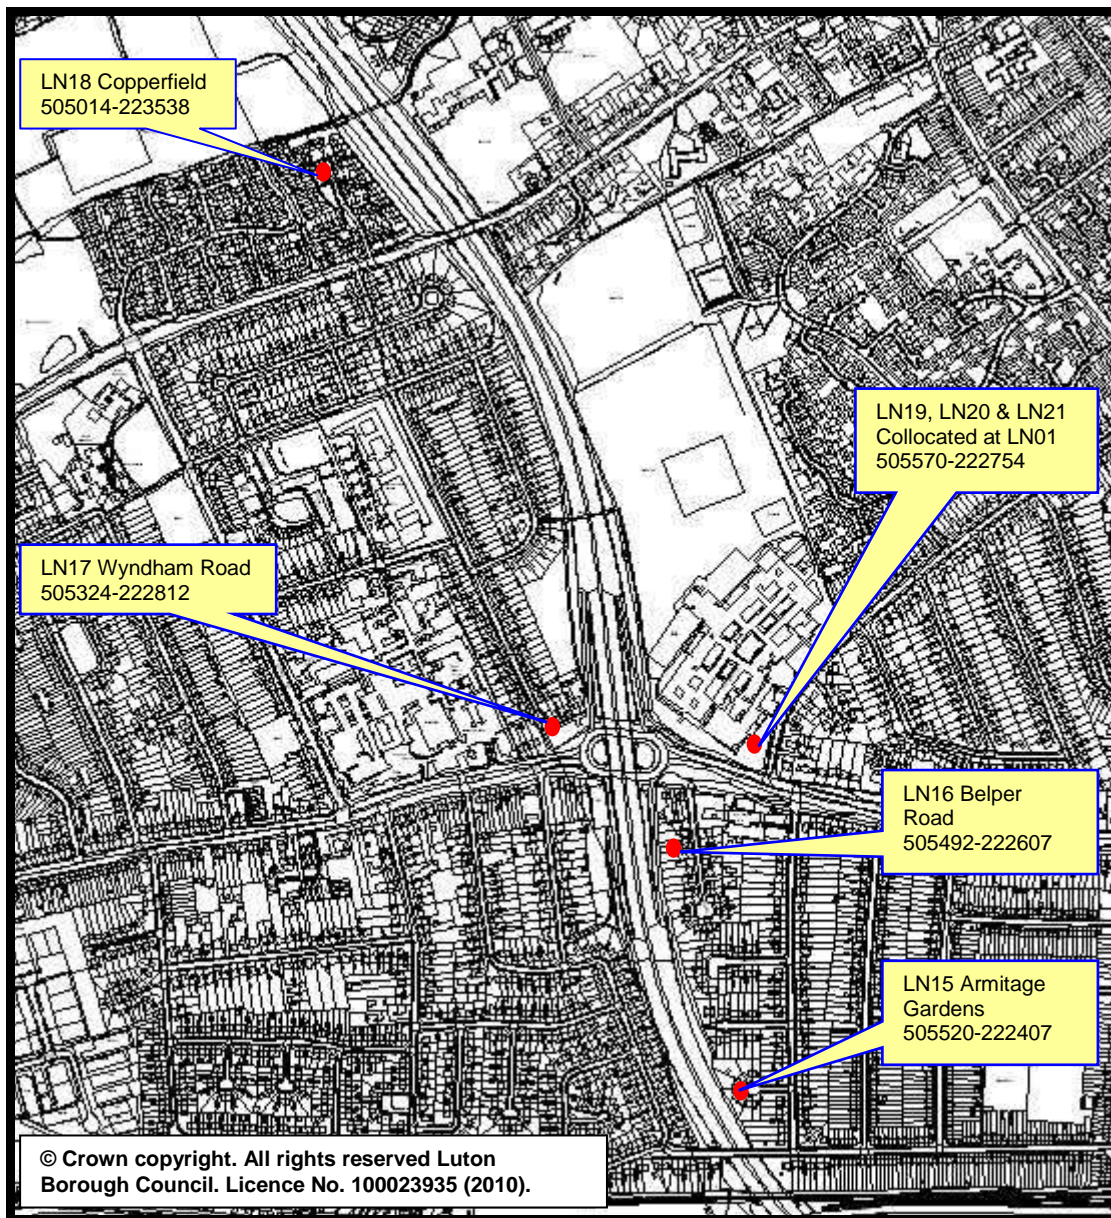 LN18 Copperfield
505014-223538
LN19, LN20 & LN21
Collocated at LN01
505570-222754
LN17 Wyndham Road
505324-222812
LN16 Belper
Road
505492-222607
LN15 Armitage
Gardens
505520-222407
© Crown copyright. All rights reserved Luton
Borough Council. Licence No. 100023935 (2010).